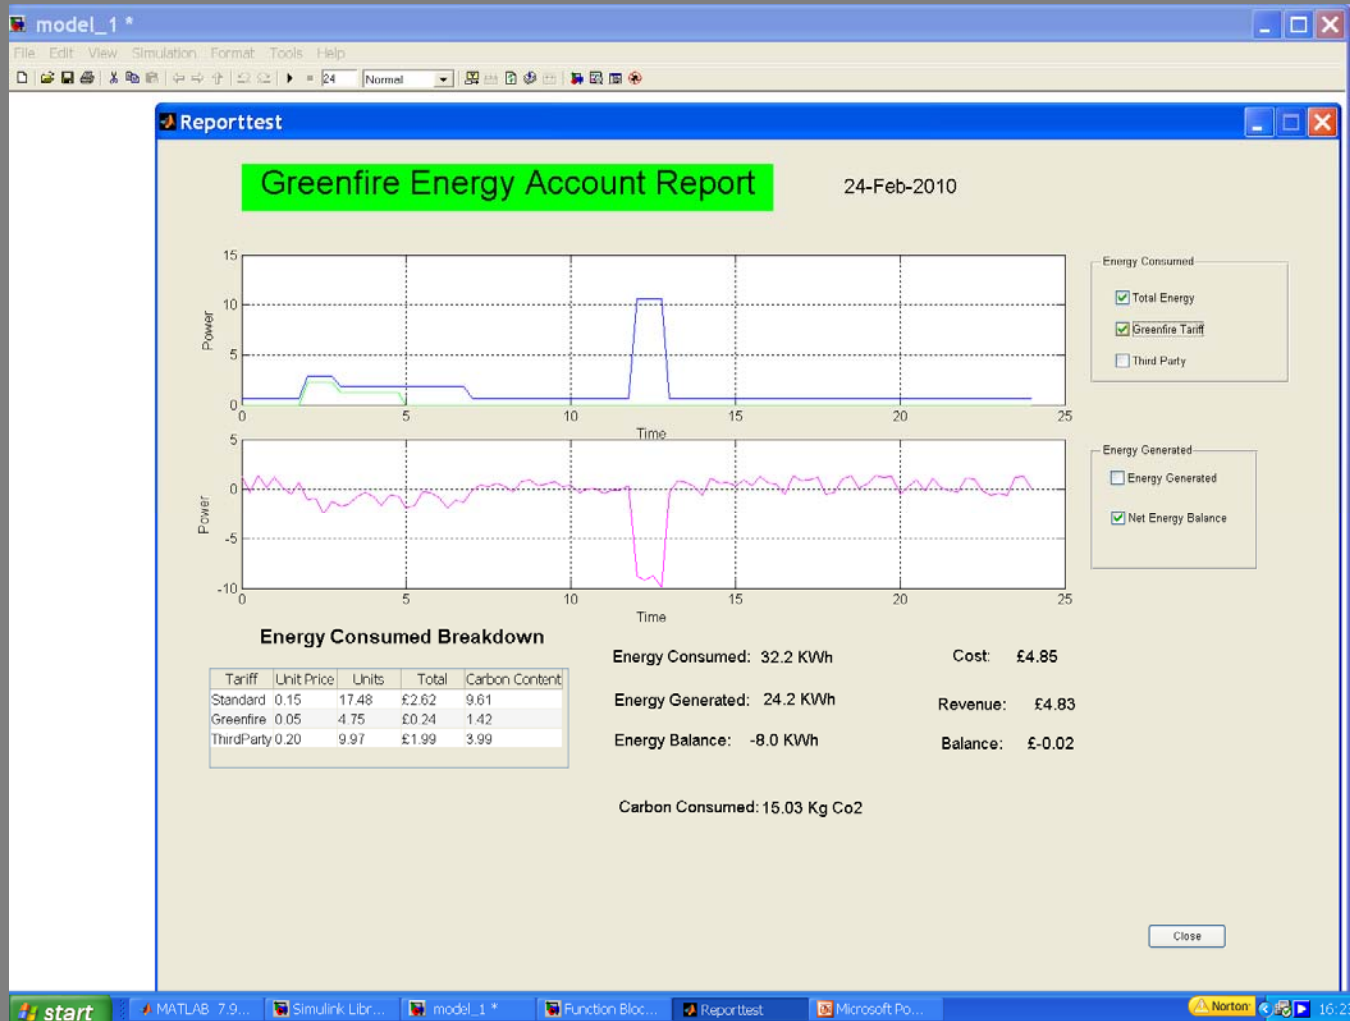 model_1 *
File Edit View Simulation Format Tools Help
24 Normal
Reporttest
Greenfire Energy Account Report 24-Feb-2010
15
10
5
0
Power
0 5 10 15 20 25
Time
Energy Consumed
Total Energy
Greenfire Tariff
Third Party
5
0
-5
-10
Power
0 5 10 15 20 25
Time
Energy Generated
Energy Generated
Net Energy Balance
Energy Consumed Breakdown
Tariff Unit Price Units Total Carbon Content
Standard 0.15 17.48 £2.62 9.61
Greenfire 0.05 4.75 £0.24 1.42
ThirdParty 0.20 9.97 £1.99 3.99
Energy Consumed: 32.2 KWh Cost: £4.85
Energy Generated: 24.2 KWh Revenue: £4.83
Energy Balance: -8.0 KWh Balance: £-0.02
Carbon Consumed: 15.03 Kg Co2
Close
start MATLAB 7.9... Simulink Libr... model_1 * Function Bloc... Reporttest Microsoft Po... Norton 16:23